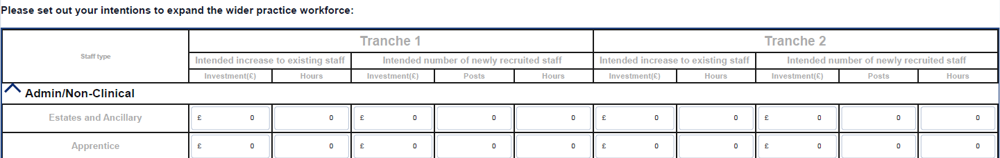 Please set out your intentions to expand the wider practice workforce:
Staff type Tranche 1 Tranche 2
Intended increase to existing staff Intended number of newly recruited staff Intended increase to existing staff Intended number of newly recruited staff
Investment(£) Hours Investment(£) Posts Hours Investment(£) Hours Investment(£) Posts Hours
Admin/Non-Clinical
Estates and Ancillary £ 0 0 £ 0 0 0 £ 0 0 £ 0 0 0
Apprentice £ 0 0 £ 0 0 0 £ 0 0 £ 0 0 0